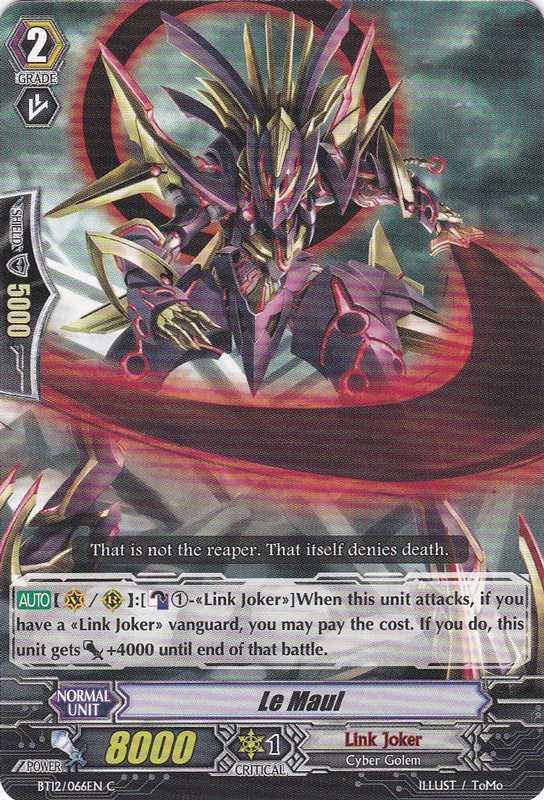 2
GRADE
SHIELD
5000
That is not the reaper. That itself denies death.
AUTO [ V / R ]:[ ①-«Link Joker»]When this unit attacks, if you
have a «Link Joker» vanguard, you may pay the cost. If you do, this
unit gets +4000 until end of that battle.
NORMAL
UNIT
Le Maul
POWER
8000
1
CRITICAL
Link Joker
Cyber Golem
BT12/066EN C
ILLUST / ToMo